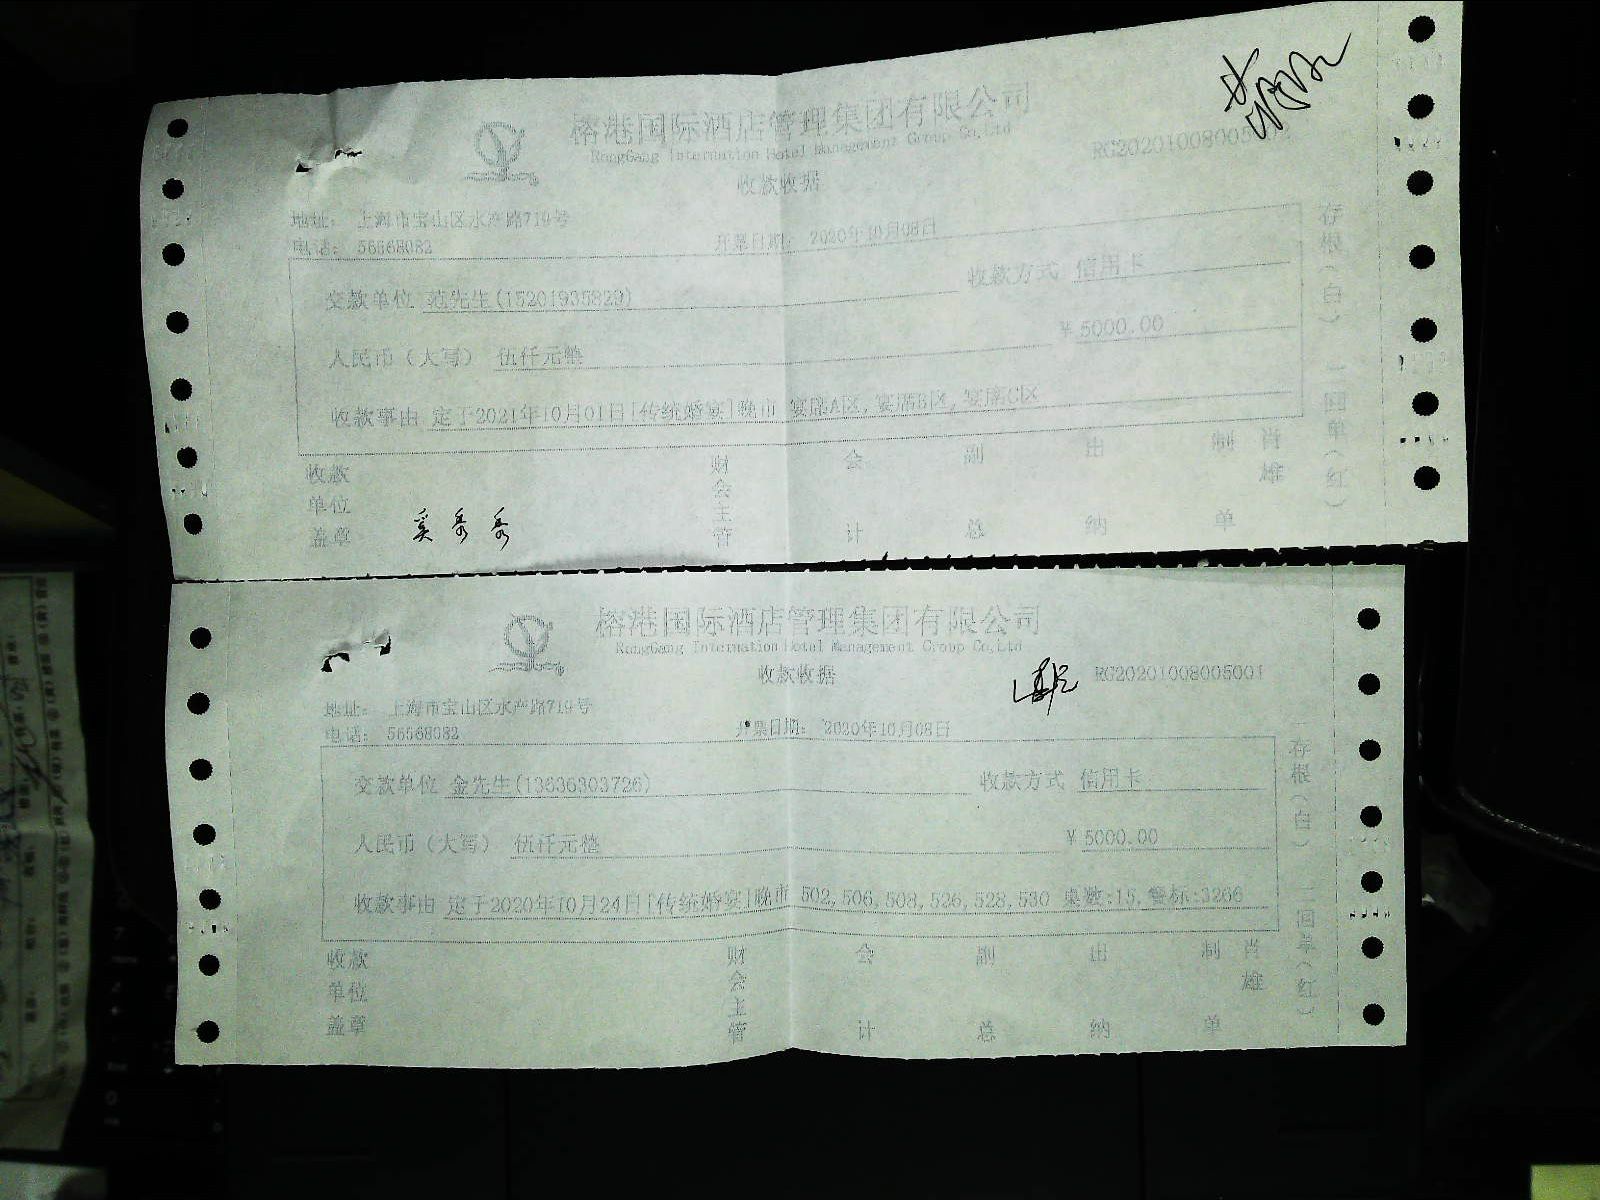 榕港国际酒店管理集团有限公司
RongGang Internation Hotel Management Group Co,Ltd
收款收据
地址： 上海市宝山区水产路719号
电话： 56568082
开票日期： 2020年10月08日
交款单位 范先生(15201935829)
收款方式 信用卡
人民币（大写） 伍仟元整
￥5000.00
收款事由 定于2021年10月01日[传统婚宴]晚市 宴席A区,宴席B区,宴席C区
收款单位盖章
奚秀秀
财会主管
会计
副总
出纳
制单
肖雄
存根（白）
二回单（红）
榕港国际酒店管理集团有限公司
RongGang Internation Hotel Management Group Co,Ltd
收款收据
RG20201008005001
地址： 上海市宝山区水产路719号
电话： 56568082
开票日期： 2020年10月08日
交款单位 金先生(13636303726)
收款方式 信用卡
人民币（大写） 伍仟元整
￥5000.00
收款事由 定于2020年10月24日[传统婚宴]晚市 502,506,508,526,528,530 桌数:15,餐标:3266
收款单位盖章
财会主管
会计
副总
出纳
制单
肖雄
存根（白）
二回单（红）